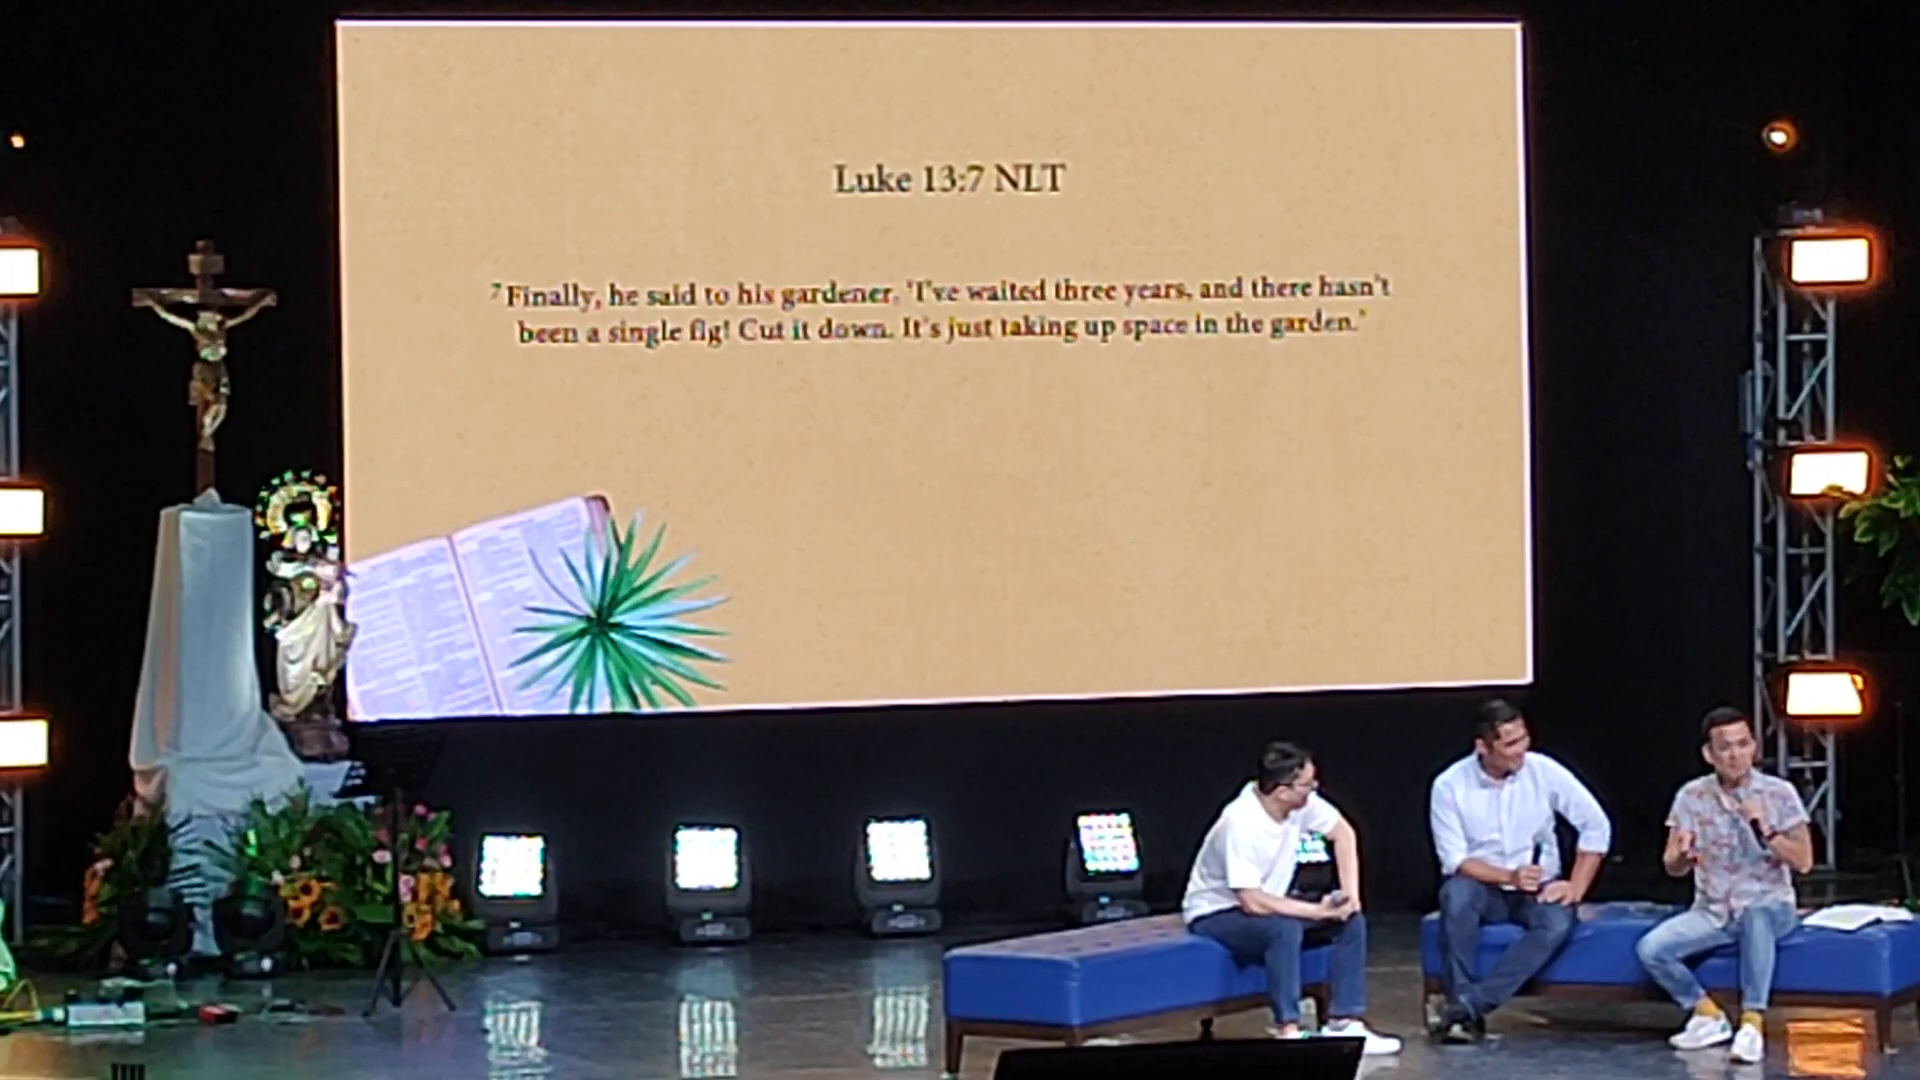 Luke 13:7 NLT
7 Finally, he said to his gardener, 'I've waited three years, and there hasn't
been a single fig! Cut it down. It's just taking up space in the garden.'